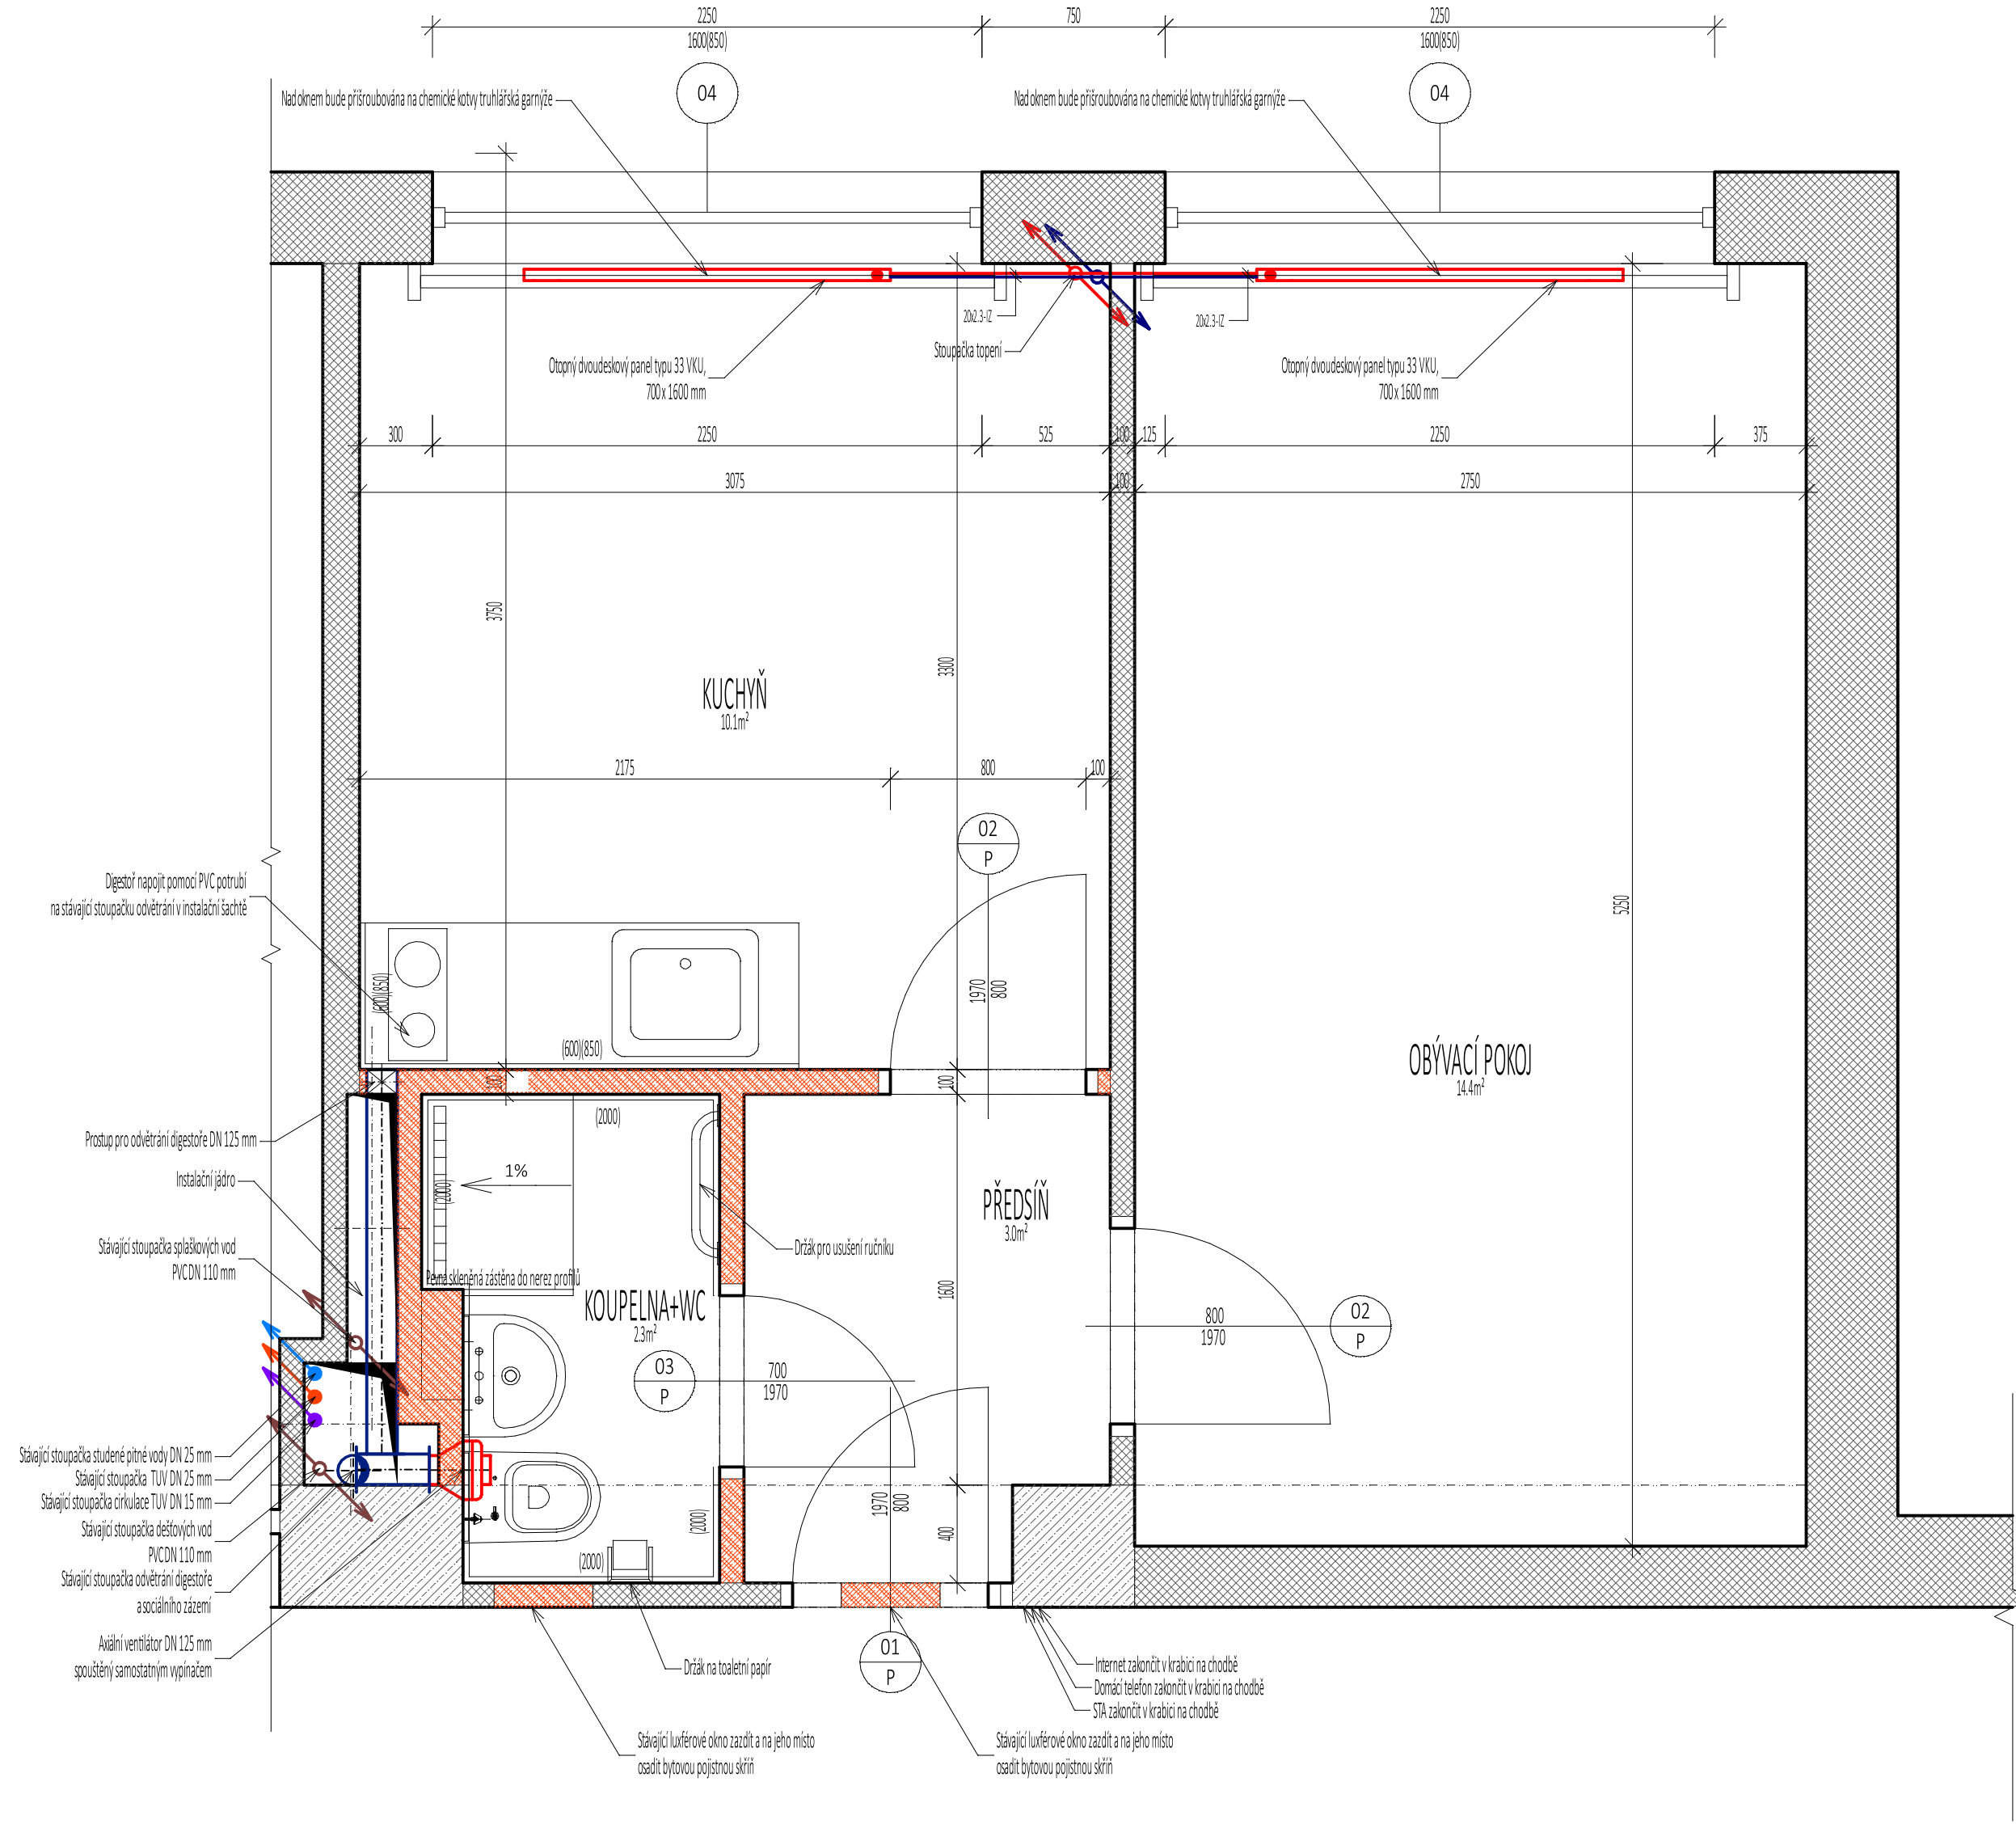 2250
750
2250
1600(850)
1600(850)
04
04
Nad oknem bude přišroubována na chemické kotvy truhlářská garnýže
Nad oknem bude přišroubována na chemické kotvy truhlářská garnýže
20x2.3-IZ
20x2.3-IZ
Stoupačka topení
Otopný dvoudeskový panel typu 33 VKU,
700 x 1600 mm
Otopný dvoudeskový panel typu 33 VKU,
700 x 1600 mm
300
2250
525
100
125
2250
375
3075
100
2750
3750
3300
KUCHYŇ
10.1m²
2175
800
100
02
P
Digestoř napojit pomocí PVC potrubí
na stávající stoupačku odvětrání v instalační šachtě
5250
(600)(850)
1970
800
(600)(850)
OBÝVACÍ POKOJ
14.4m²
100
100
(2000)
Prostup pro odvětrání digestoře DN 125 mm
1%
(2000)
Instalační jádro
PŘEDSÍŇ
3.0m²
Stávající stoupačka splaškových vod
PVC DN 110 mm
Držák pro usušení ručníku
Pevná skleněná zástěna do nerez profilů
KOUPELNA+WC
2.3m²
1600
800
1970
02
P
03
P
700
1970
Stávající stoupačka studené pitné vody DN 25 mm
Stávající stoupačka TUV DN 25 mm
Stávající stoupačka cirkulace TUV DN 15 mm
Stávající stoupačka dešťových vod
PVC DN 110 mm
Stávající stoupačka odvětrání digestoře
a sociálního zázemí
Axiální ventilátor DN 125 mm
spouštěný samostatným vypínačem
1970
800
400
(2000)
(2000)
01
P
Držák na toaletní papír
Internet zakončit v krabici na chodbě
Domácí telefon zakončit v krabici na chodbě
STA zakončit v krabici na chodbě
Stávající luxférové okno zazdít a na jeho místo
osadit bytovou pojistnou skříň
Stávající luxférové okno zazdít a na jeho místo
osadit bytovou pojistnou skříň